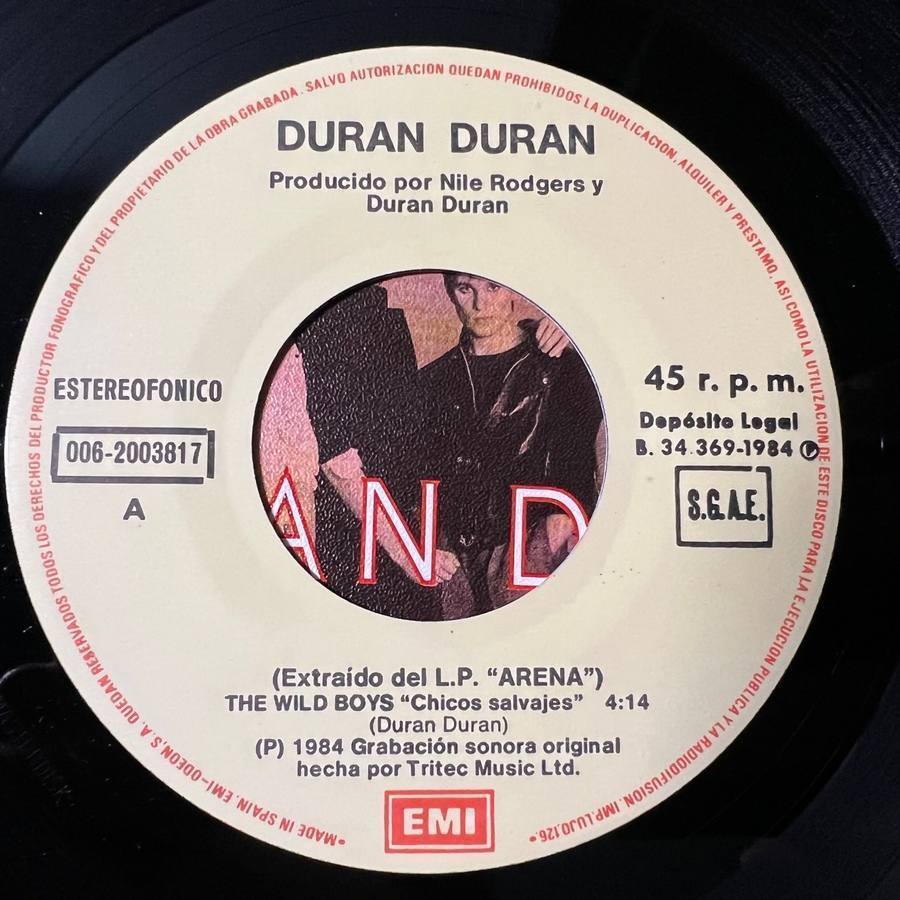 DURAN DURAN
Producido por Nile Rodgers y
Duran Duran
ESTEREOFONICO
006-2003817
A
45 r. p. m.
Depósito Legal
B. 34.369-1984 Ⓟ
S.G.A.E.
AND
(Extraído del L.P. “ARENA”)
THE WILD BOYS “Chicos salvajes” 4:14
(Duran Duran)
(P) 1984 Grabación sonora original
hecha por Tritec Music Ltd.
EMI
•MADE IN SPAIN. EMI-ODEON, S. A. QUEDAN RESERVADOS TODOS LOS DERECHOS DEL PRODUCTOR FONOGRAFICO Y DEL PROPIETARIO DE LA OBRA GRABADA. SALVO AUTORIZACION QUEDAN PROHIBIDOS LA DUPLICACION, ALQUILER Y PRESTAMO. ASI COMO LA UTILIZACION DE ESTE DISCO PARA LA EJECUCION PUBLICA Y LA RADIODIFUSION. IMP. LUJO, 126.•